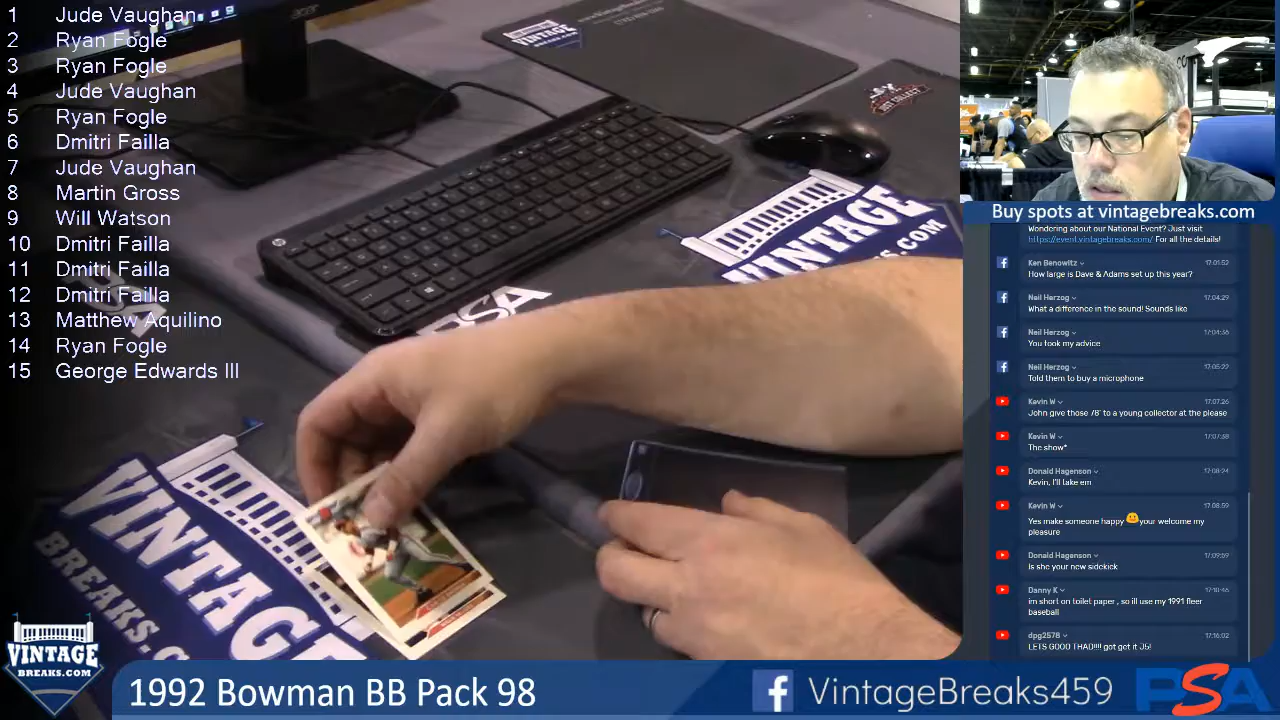 1 Jude Vaughan
2 Ryan Fogle
3 Ryan Fogle
4 Jude Vaughan
5 Ryan Fogle
6 Dmitri Failla
7 Jude Vaughan
8 Martin Gross
9 Will Watson
10 Dmitri Failla
11 Dmitri Failla
12 Dmitri Failla
13 Matthew Aquilino
14 Ryan Fogle
15 George Edwards III
acer
VINTAGE
BREAKS.COM
JUST COLLECT
hp
VINTAGE
KS.COM
PSA
VINTAGE
BREAKS.C
Buy spots at vintagebreaks.com
Wondering about our National Event? Just visit
https://event.vintagebreaks.com/ For all the details!
Ken Benowitz 17:01:52
How large is Dave & Adams set up this year?
Neil Herzog 17:04:29
What a difference in the sound! Sounds like
Neil Herzog 17:04:36
You took my advice
Neil Herzog 17:05:22
Told them to buy a microphone
Kevin W 17:07:26
John give those 78' to a young collector at the please
Kevin W 17:07:38
The show*
Donald Hagenson 17:08:24
Kevin, I'll take em
Kevin W 17:08:59
Yes make someone happy 😀your welcome my
pleasure
Donald Hagenson 17:09:59
Is she your new sidekick
Danny K 17:10:46
im short on toilet paper , so ill use my 1991 fleer
baseball
dpg2578 17:16:02
LETS GOOO THAD!!!! got get it J5!
VINTAGE
BREAKS.COM
1992 Bowman BB Pack 98
f VintageBreaks459
PSA